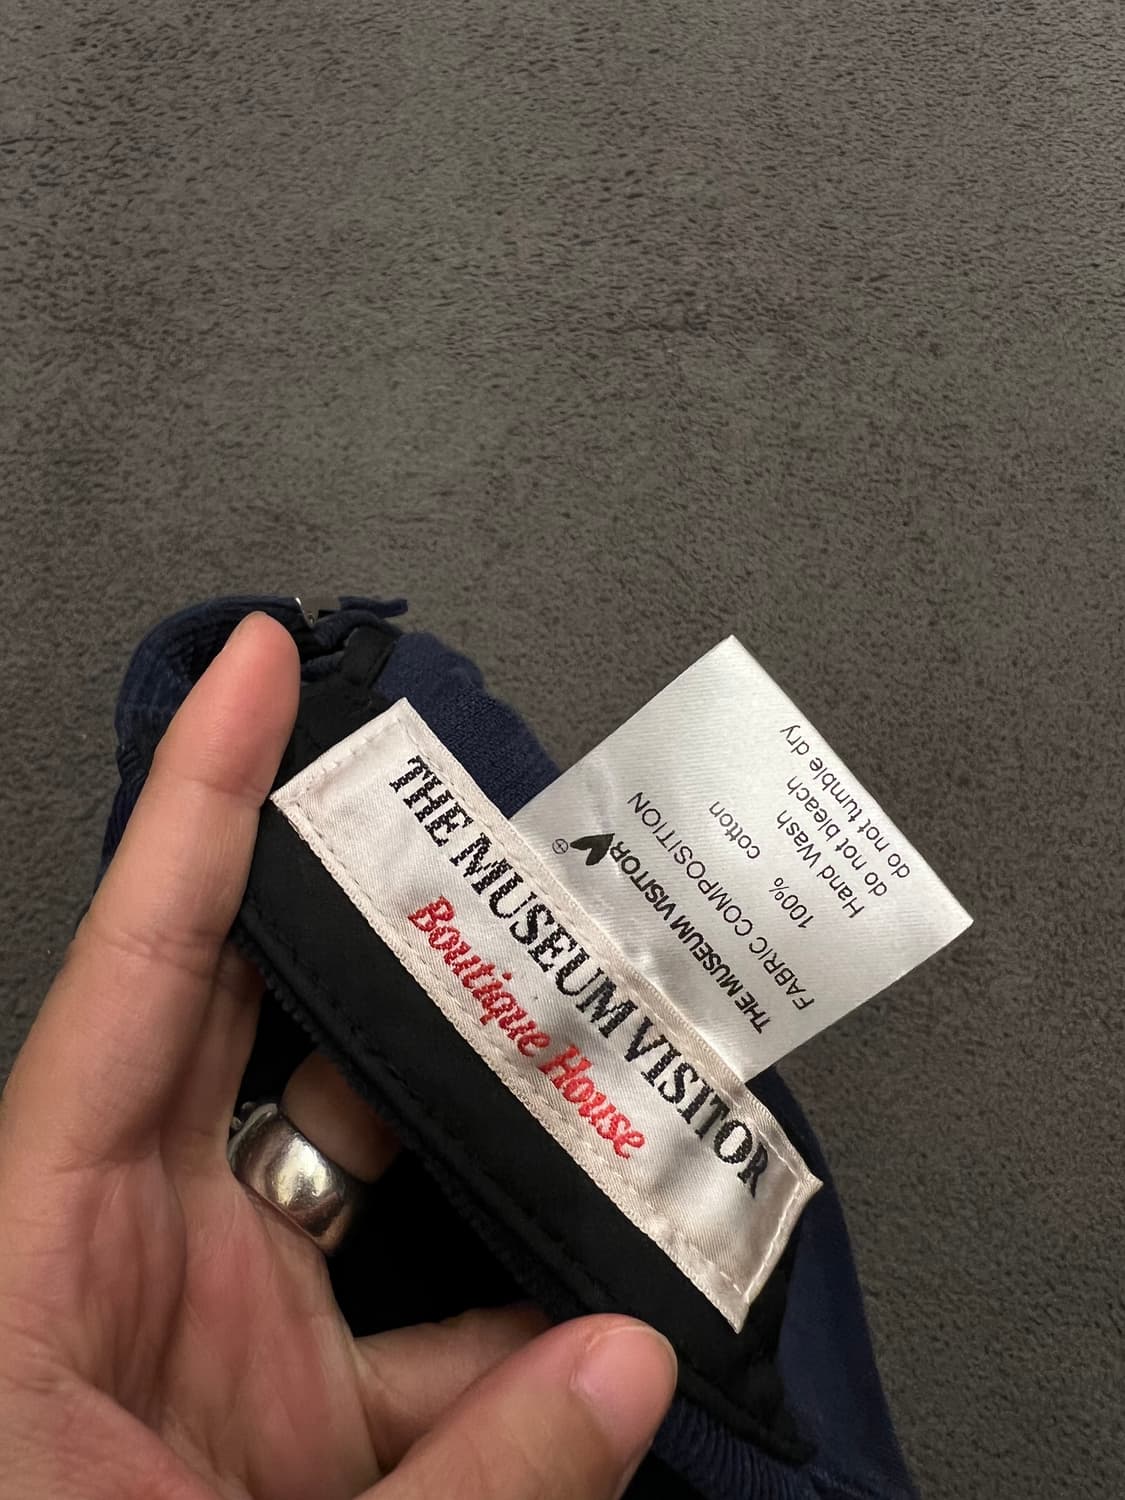 THE MUSEUM VISITOR
Boutique House
THE MUSEUM VISITOR
FABRIC COMPOSITION
100% cotton
Hand Wash
do not bleach
do not tumble dry